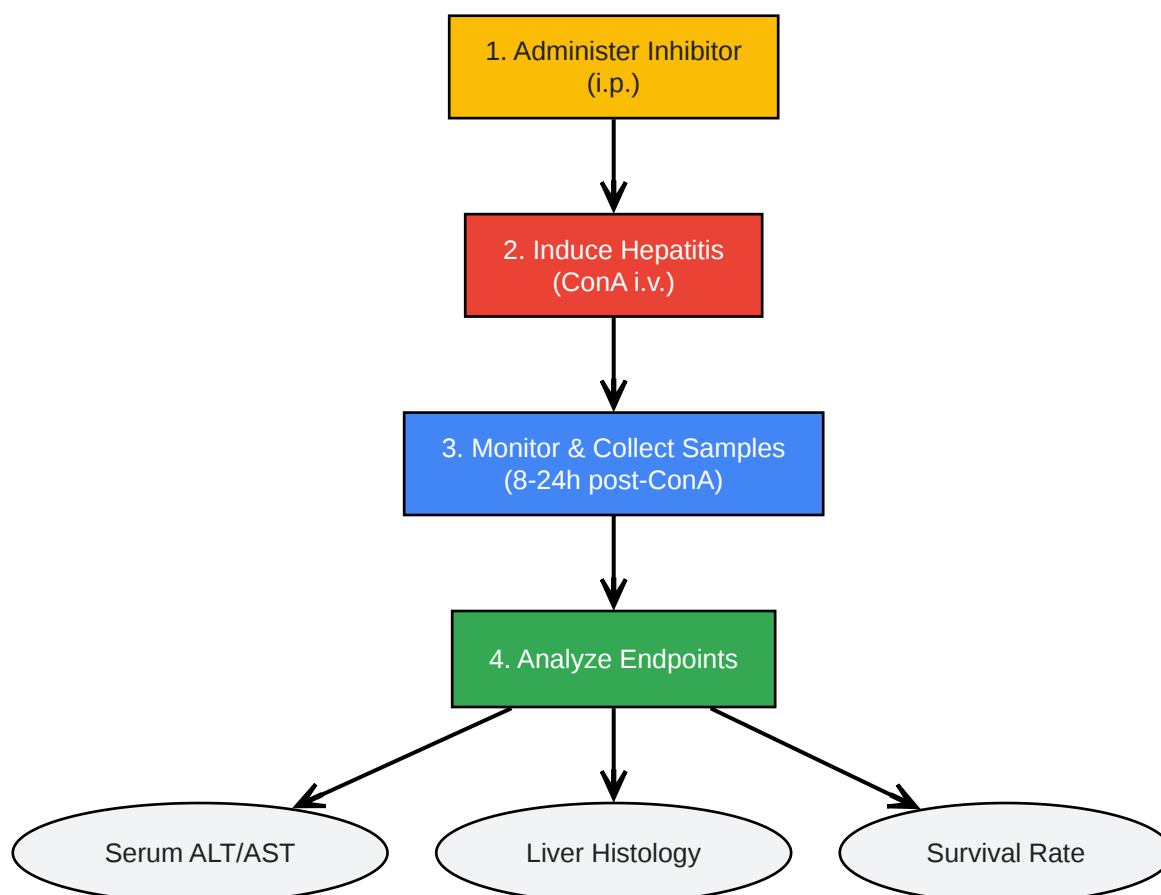 1. Administer Inhibitor
(i.p.)
2. Induce Hepatitis
(ConA i.v.)
3. Monitor & Collect Samples
(8-24h post-ConA)
4. Analyze Endpoints
Serum ALT/AST
Liver Histology
Survival Rate